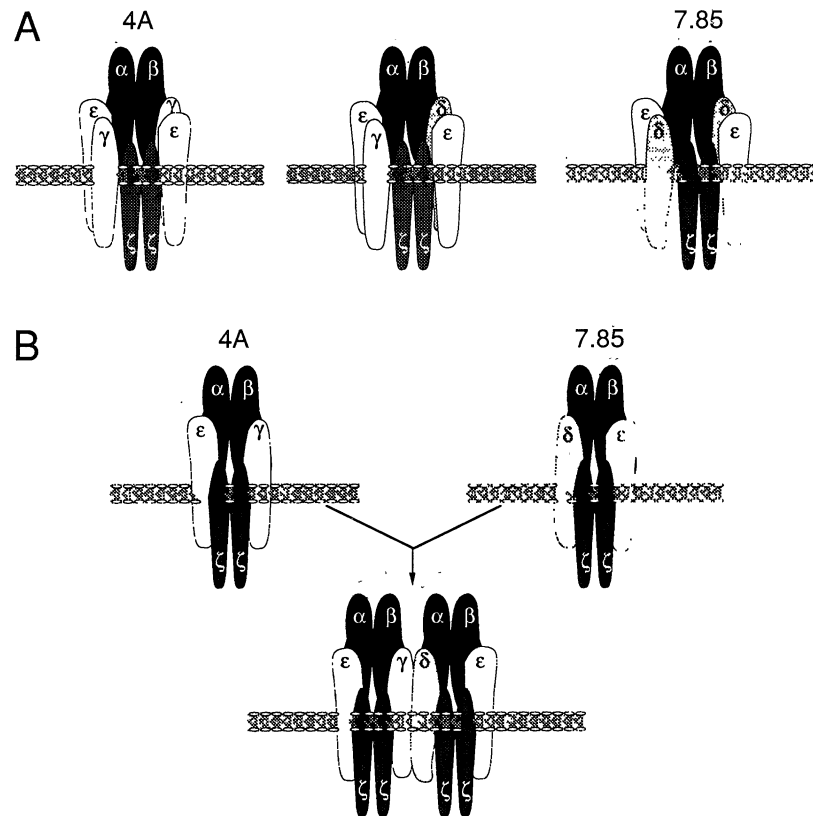 A
4A
7.85
α β
ε γ γ ε
ζ ζ
α β
ε γ δ ε
ζ ζ
α β
ε δ δ ε
ζ ζ
B
4A
7.85
α β
ε γ
ζ ζ
α β
δ ε
ζ ζ
α β α β
ε γ δ ε
ζ ζ ζ ζ